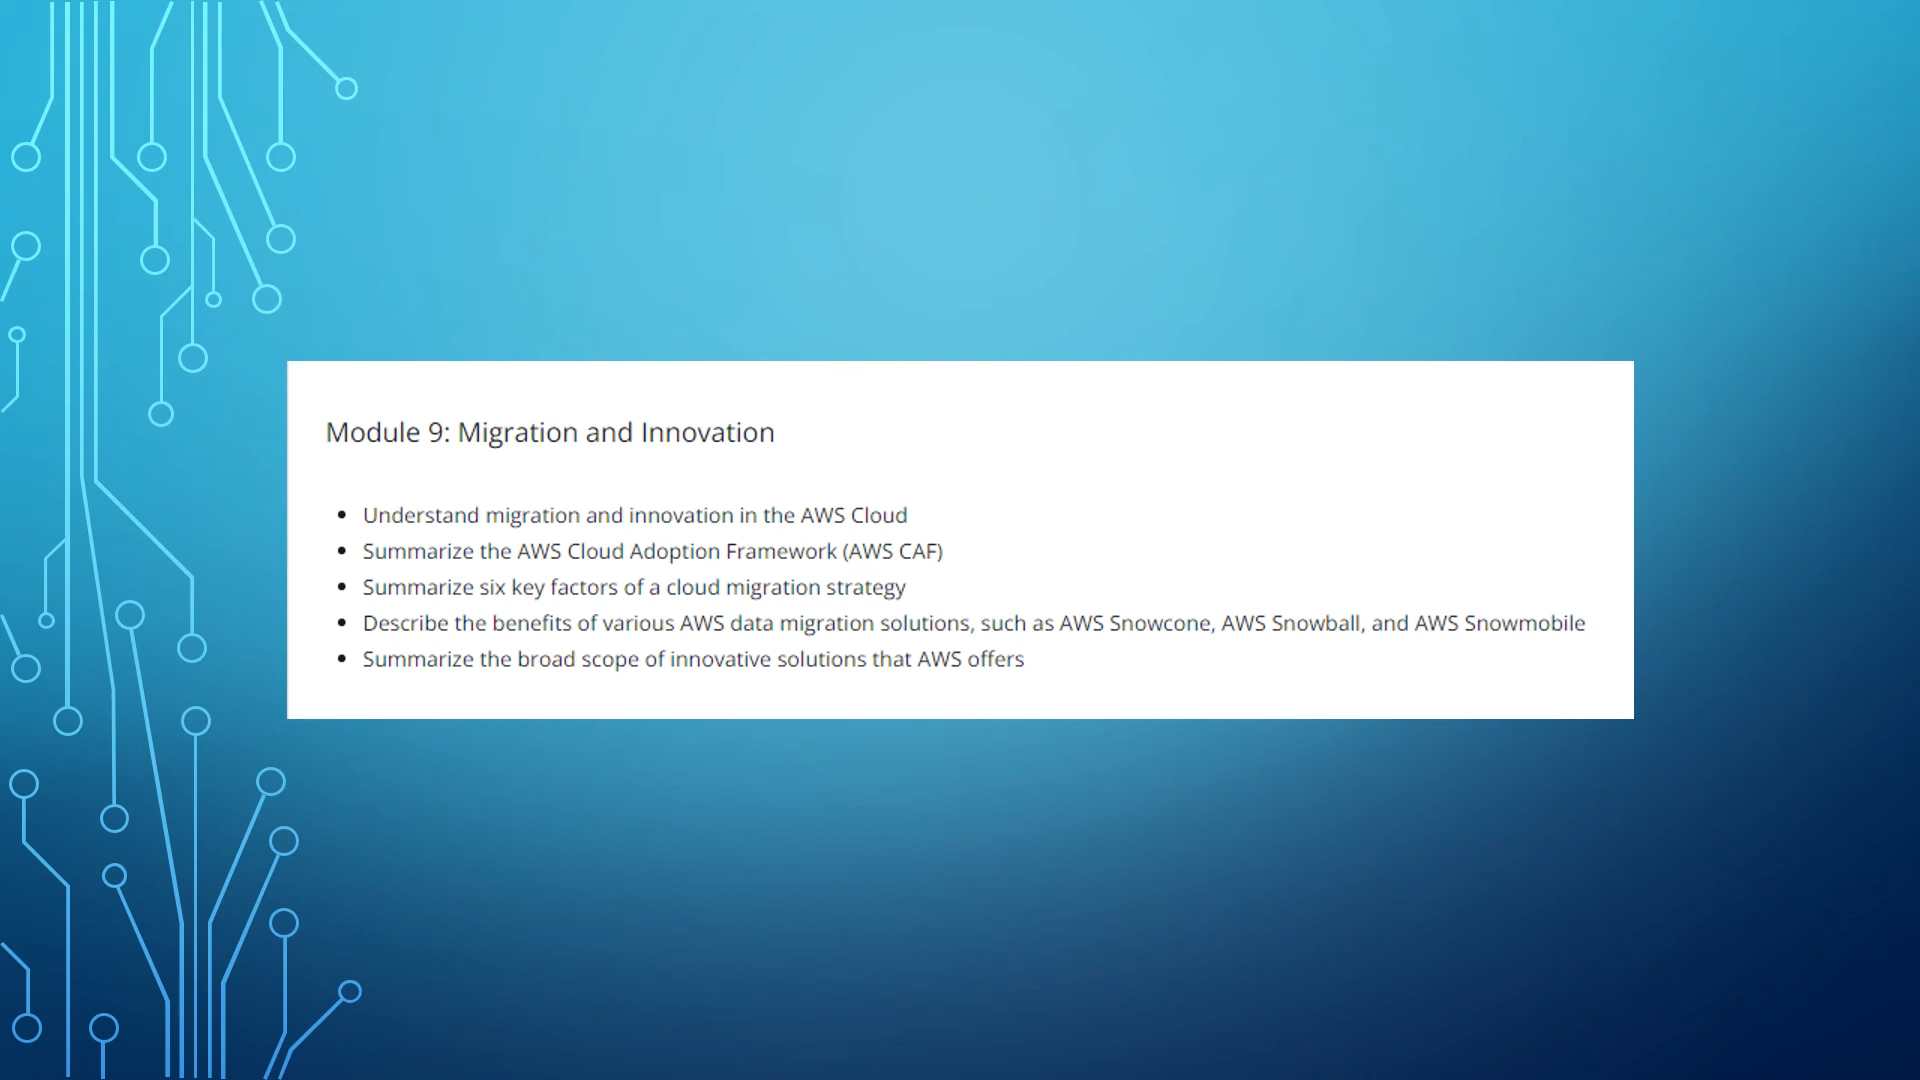 Module 9: Migration and Innovation
• Understand migration and innovation in the AWS Cloud
• Summarize the AWS Cloud Adoption Framework (AWS CAF)
• Summarize six key factors of a cloud migration strategy
• Describe the benefits of various AWS data migration solutions, such as AWS Snowcone, AWS Snowball, and AWS Snowmobile
• Summarize the broad scope of innovative solutions that AWS offers